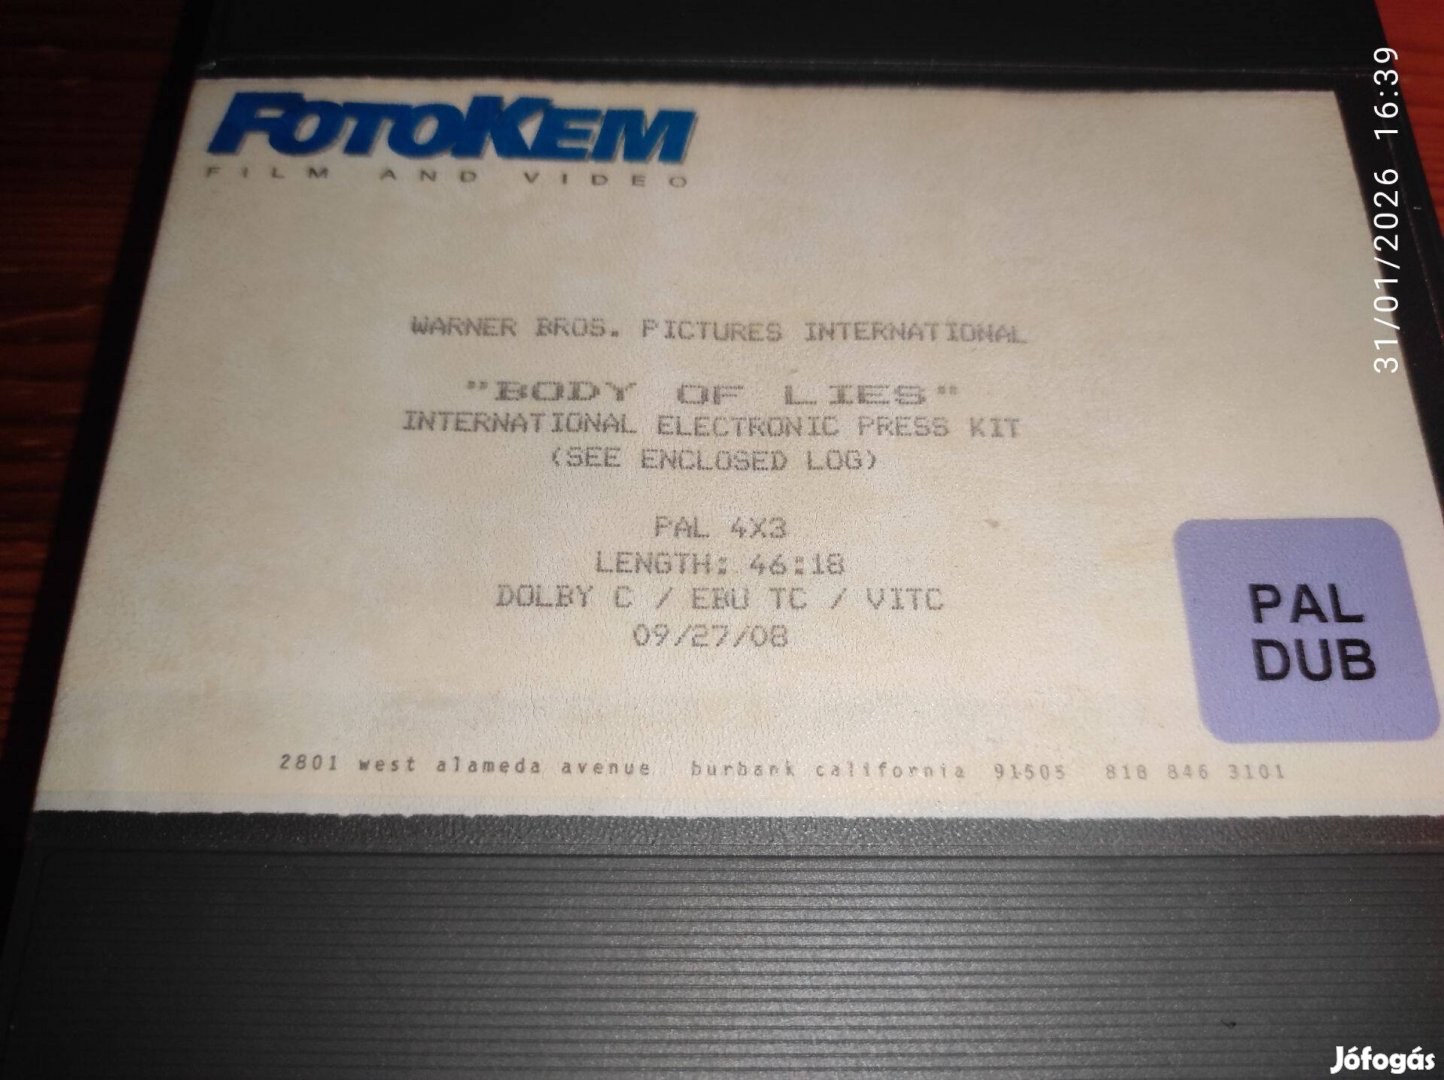 FOTOKEM
FILM AND VIDEO
WARNER BROS. PICTURES INTERNATIONAL
"BODY OF LIES"
INTERNATIONAL ELECTRONIC PRESS KIT
(SEE ENCLOSED LOG)
PAL 4X3
LENGTH: 46:18
DOLBY C / EBU TC / VITC
09/27/08
PAL
DUB
2801 west alameda avenue burbank california 91505 818 846 3101
31/01/2026 16:39
Jófogás